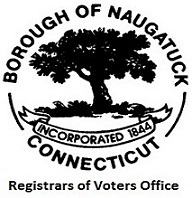 BOROUGH OF NAUGATUCK
INCORPORATED 1844
CONNECTICUT
Registrars of Voters Office